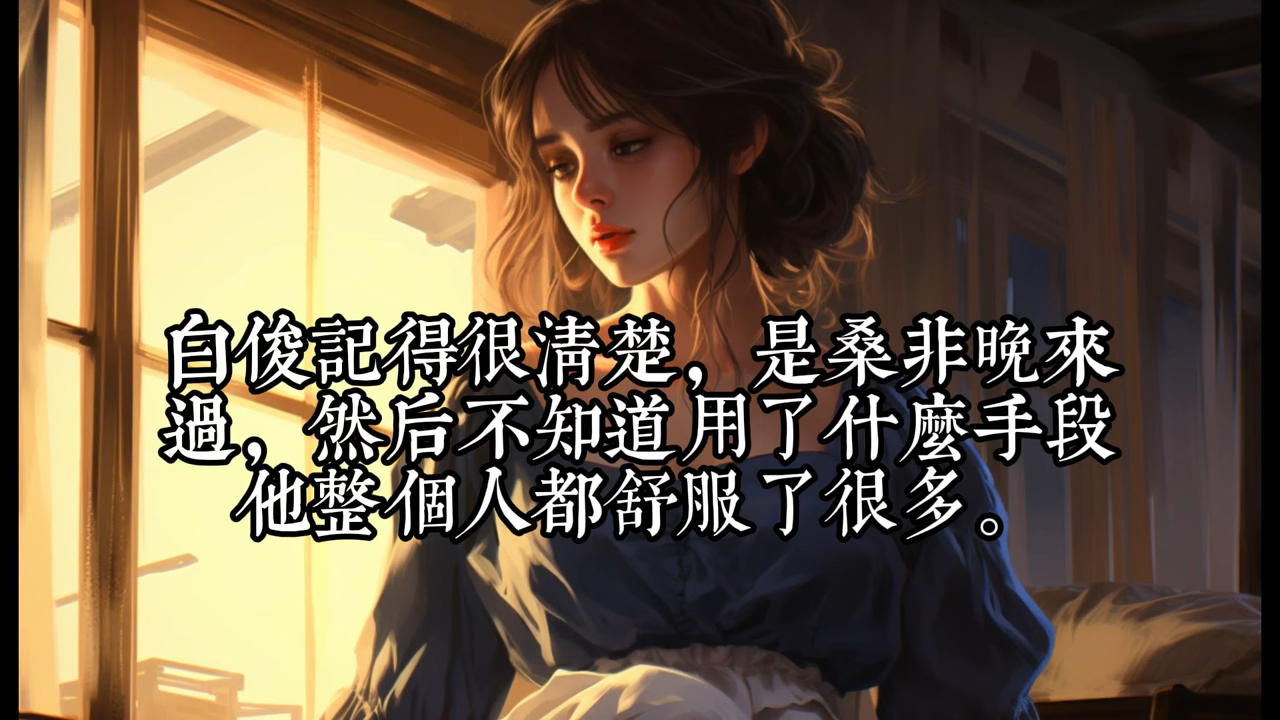 白俊記得很清楚，是桑非晚來
過，然后不知道用了什麼手段
他整個人都舒服了很多。